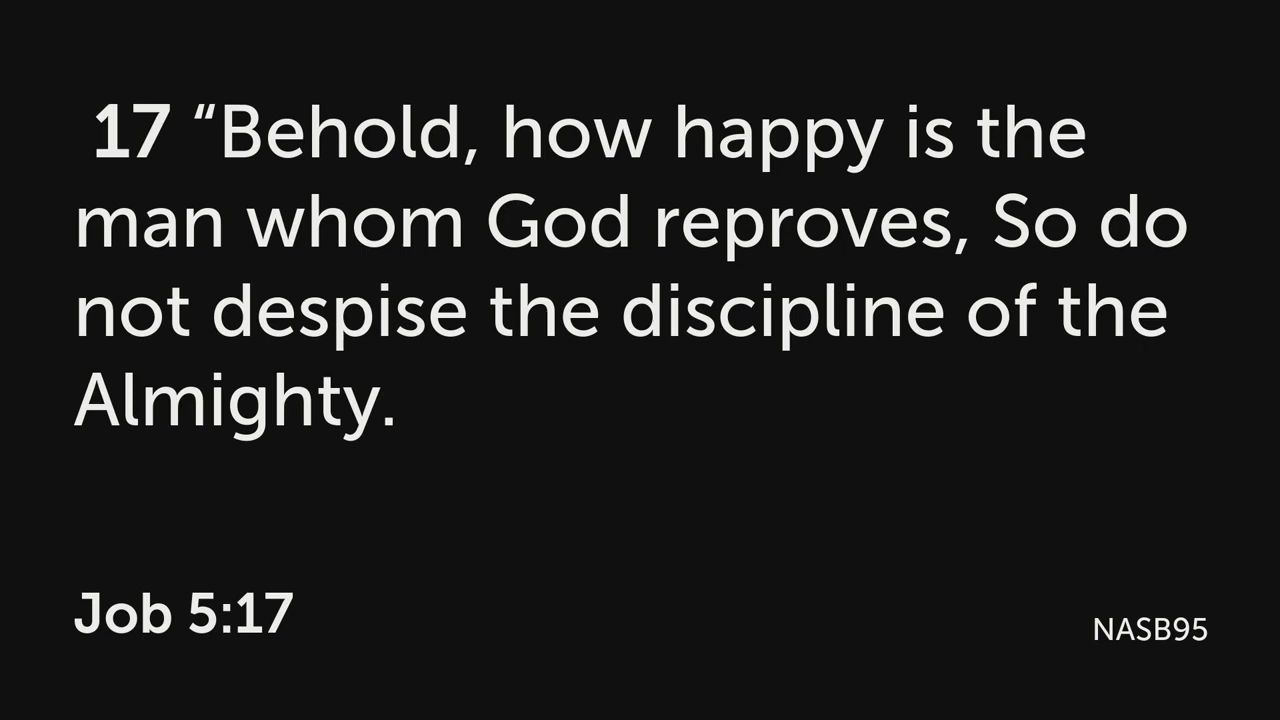 17 “Behold, how happy is the
man whom God reproves, So do
not despise the discipline of the
Almighty.
Job 5:17
NASB95